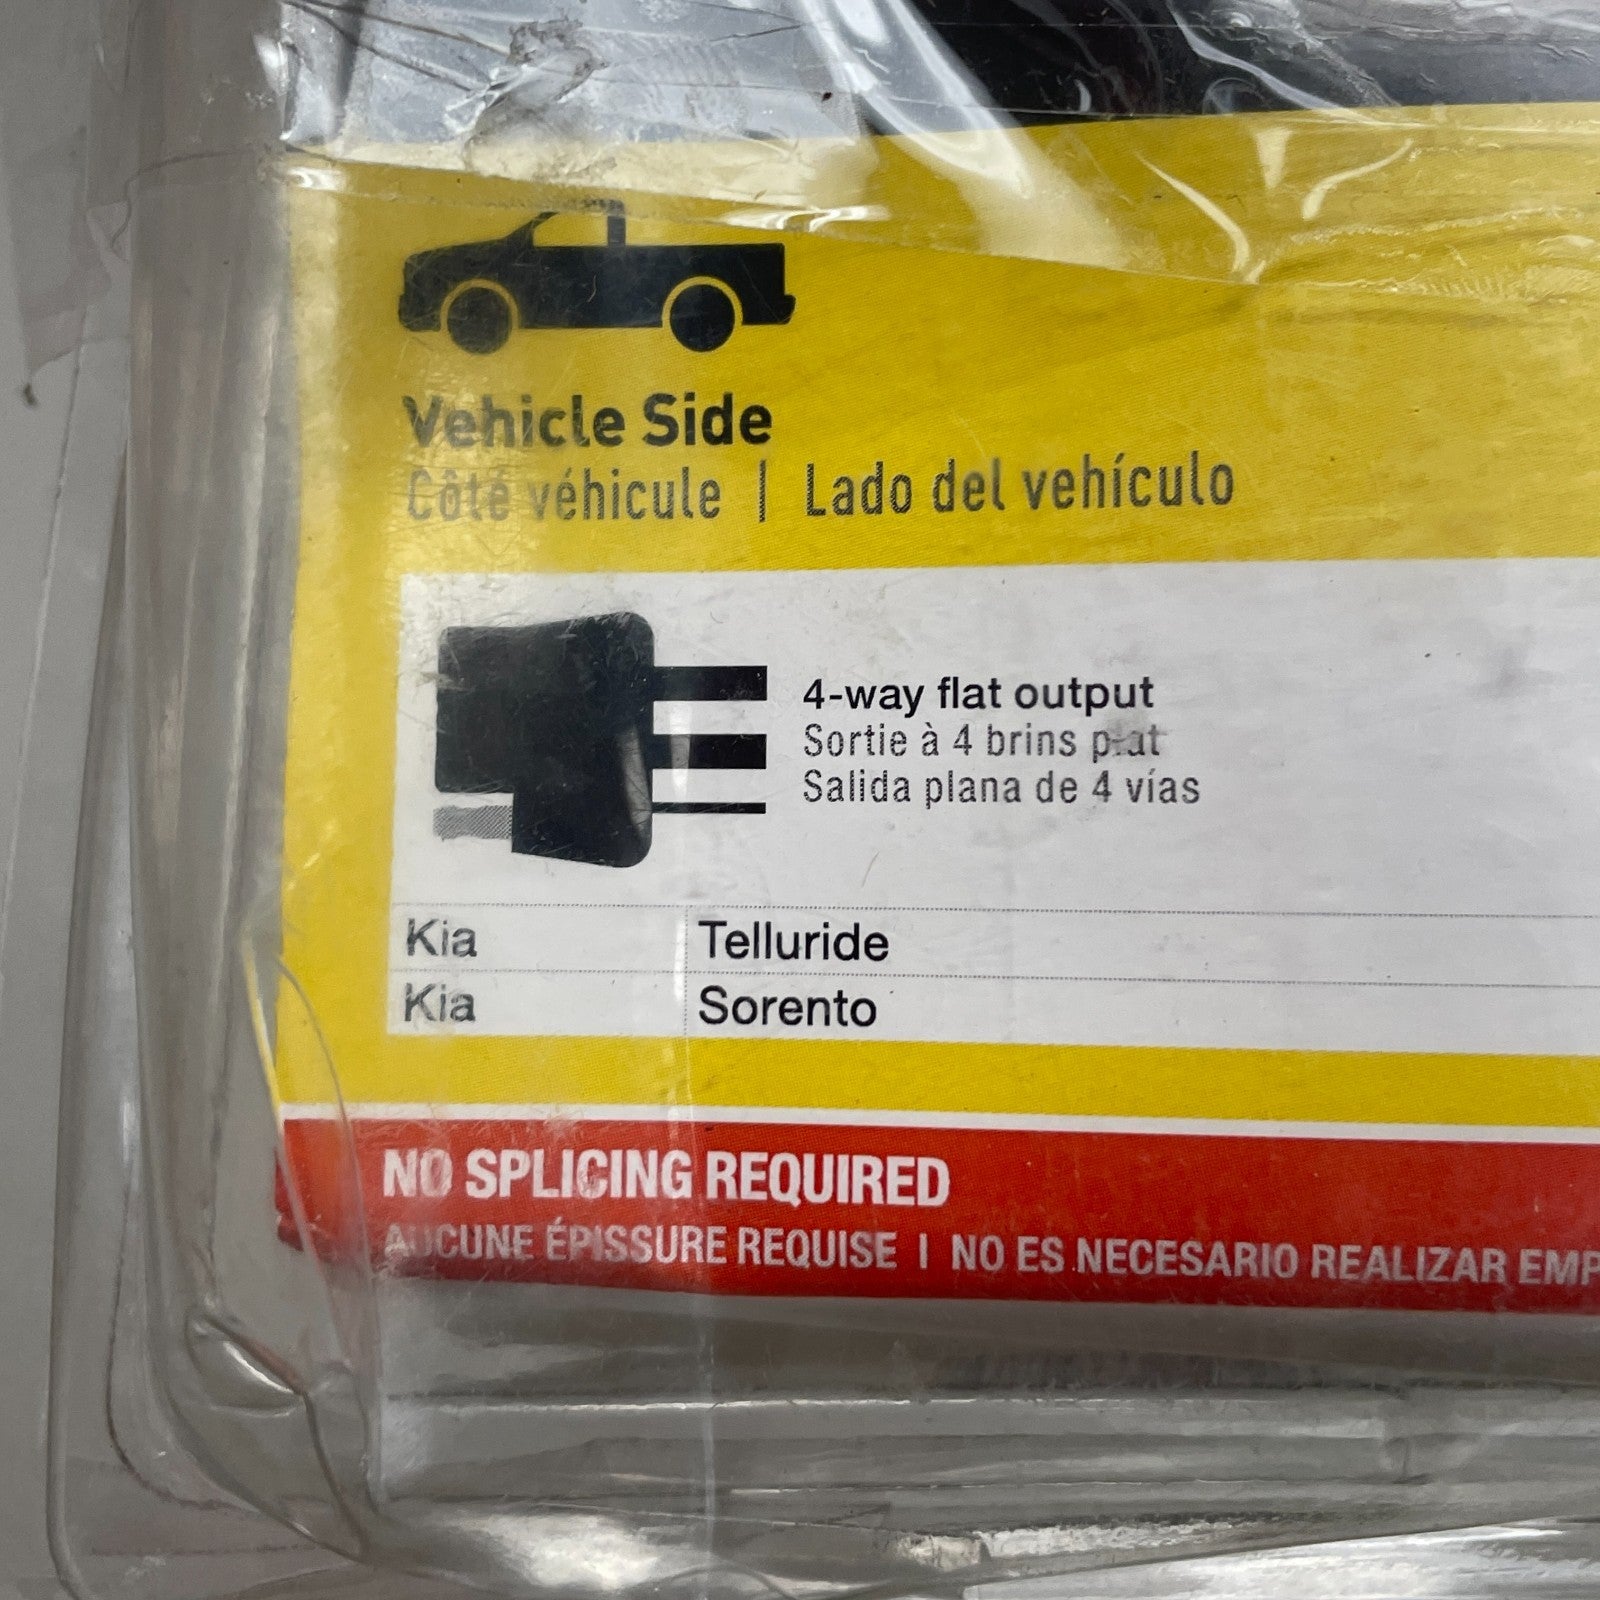 Vehicle Side
Côté véhicule | Lado del vehículo
4-way flat output
Sortie à 4 brins plat
Salida plana de 4 vías
Kia Telluride
Kia Sorento
NO SPLICING REQUIRED
AUCUNE ÉPISSURE REQUISE | NO ES NECESARIO REALIZAR EMP